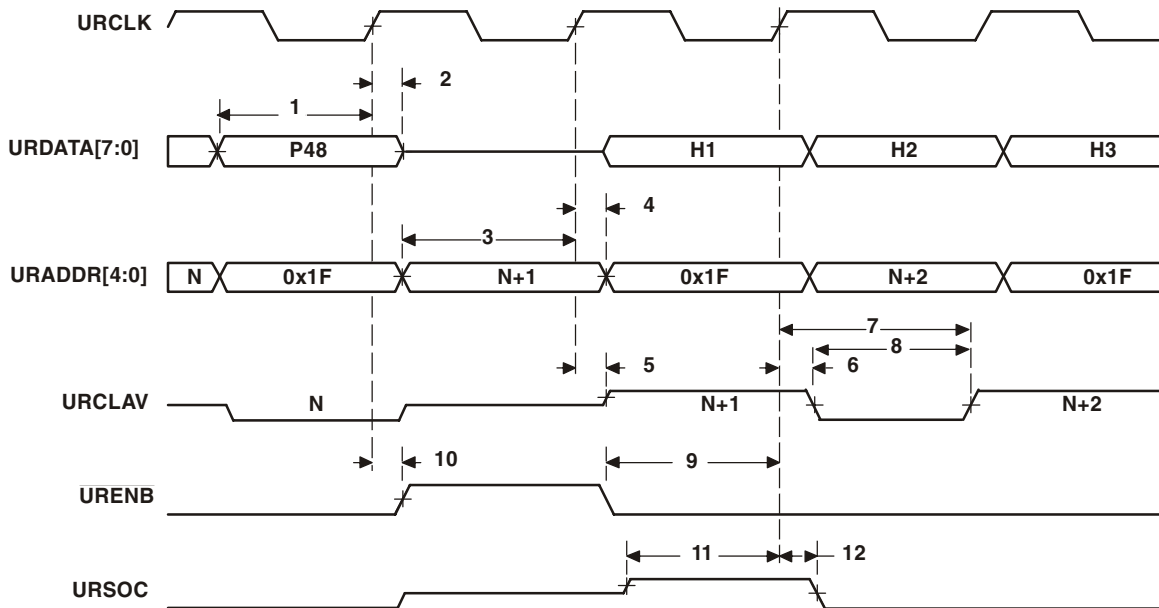 URCLK
2
1
URDATA[7:0] P48 H1 H2 H3
4
3
URADDR[4:0] N 0x1F N+1 0x1F N+2 0x1F
7
8
5 6
URCLAV N N+1 N+2
10 9
URENB
11 12
URSOC